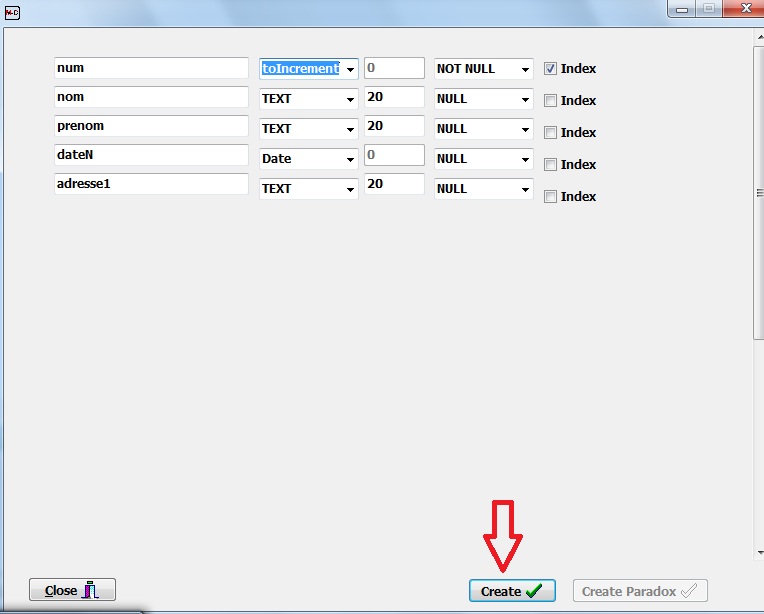 num toIncrement 0 NOT NULL Index
nom TEXT 20 NULL Index
prenom TEXT 20 NULL Index
dateN Date 0 NULL Index
adresse1 TEXT 20 NULL Index
Close Create Create Paradox